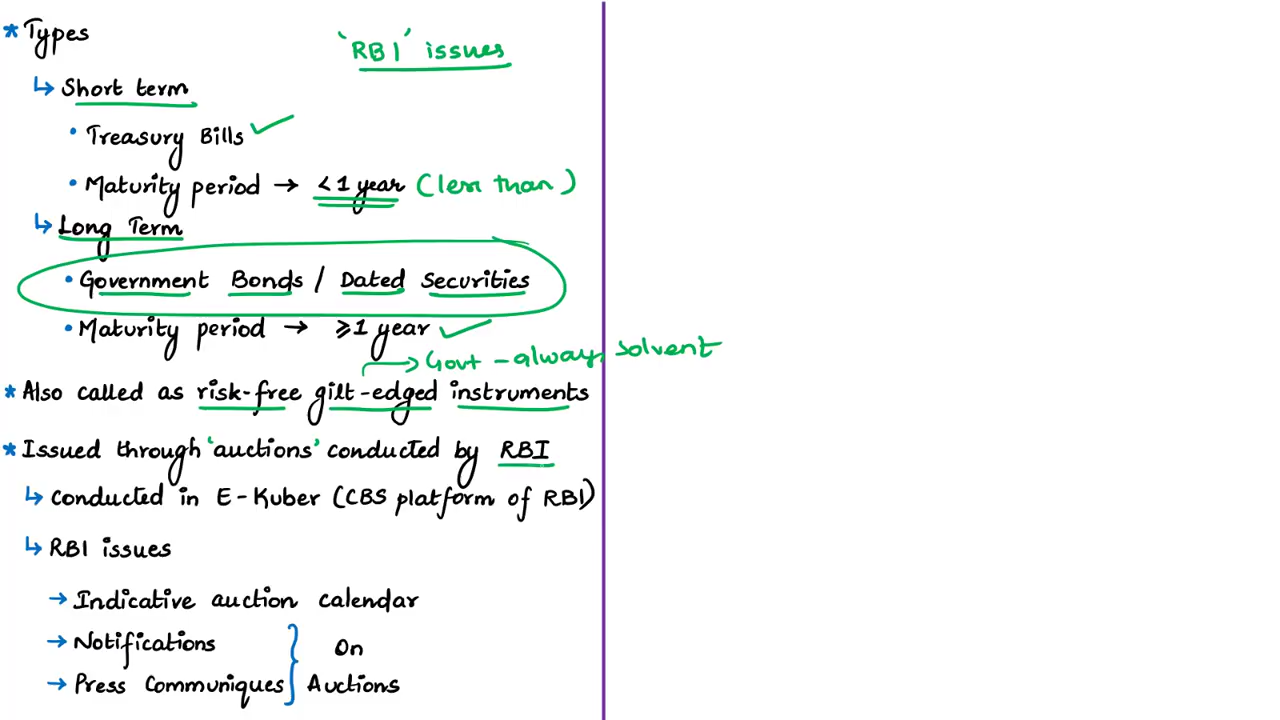 * Types
'RBI' issues
↳ Short term
• Treasury Bills ✓
• Maturity period → < 1 year (less than)
↳ Long Term
• Government Bonds / Dated Securities
• Maturity period → ⩾1 year ✓
→ Govt - always solvent
* Also called as risk-free gilt-edged instruments
* Issued through 'auctions' conducted by RBI
↳ conducted in E-Kuber (CBS platform of RBI)
↳ RBI issues
→ Indicative auction calendar
→ Notifications
→ Press Communiques } On Auctions